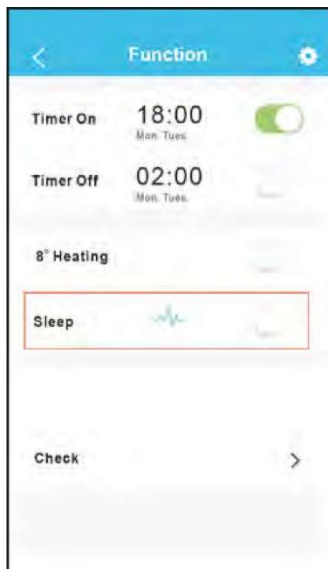 Function
Timer On 18:00
Mon. Tues.
Timer Off 02:00
Mon. Tues.
8° Heating
Sleep
Check